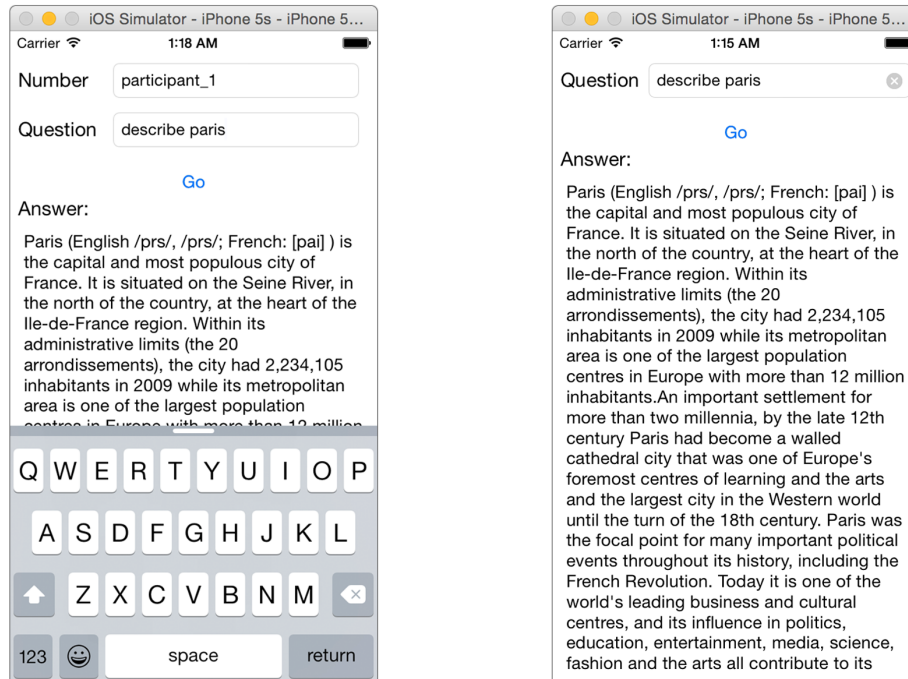 iOS Simulator - iPhone 5s - iPhone 5...
Carrier 1:18 AM
Number participant_1
Question describe paris
Go
Answer:
Paris (English /prs/, /prs/; French: [pai] ) is
the capital and most populous city of
France. It is situated on the Seine River, in
the north of the country, at the heart of the
Ile-de-France region. Within its
administrative limits (the 20
arrondissements), the city had 2,234,105
inhabitants in 2009 while its metropolitan
area is one of the largest population
centres in Europe with more than 12 million
Q W E R T Y U I O P
A S D F G H J K L
Z X C V B N M
123 space return
iOS Simulator - iPhone 5s - iPhone 5...
Carrier 1:15 AM
Question describe paris
Go
Answer:
Paris (English /prs/, /prs/; French: [pai] ) is
the capital and most populous city of
France. It is situated on the Seine River, in
the north of the country, at the heart of the
Ile-de-France region. Within its
administrative limits (the 20
arrondissements), the city had 2,234,105
inhabitants in 2009 while its metropolitan
area is one of the largest population
centres in Europe with more than 12 million
inhabitants.An important settlement for
more than two millennia, by the late 12th
century Paris had become a walled
cathedral city that was one of Europe's
foremost centres of learning and the arts
and the largest city in the Western world
until the turn of the 18th century. Paris was
the focal point for many important political
events throughout its history, including the
French Revolution. Today it is one of the
world's leading business and cultural
centres, and its influence in politics,
education, entertainment, media, science,
fashion and the arts all contribute to its